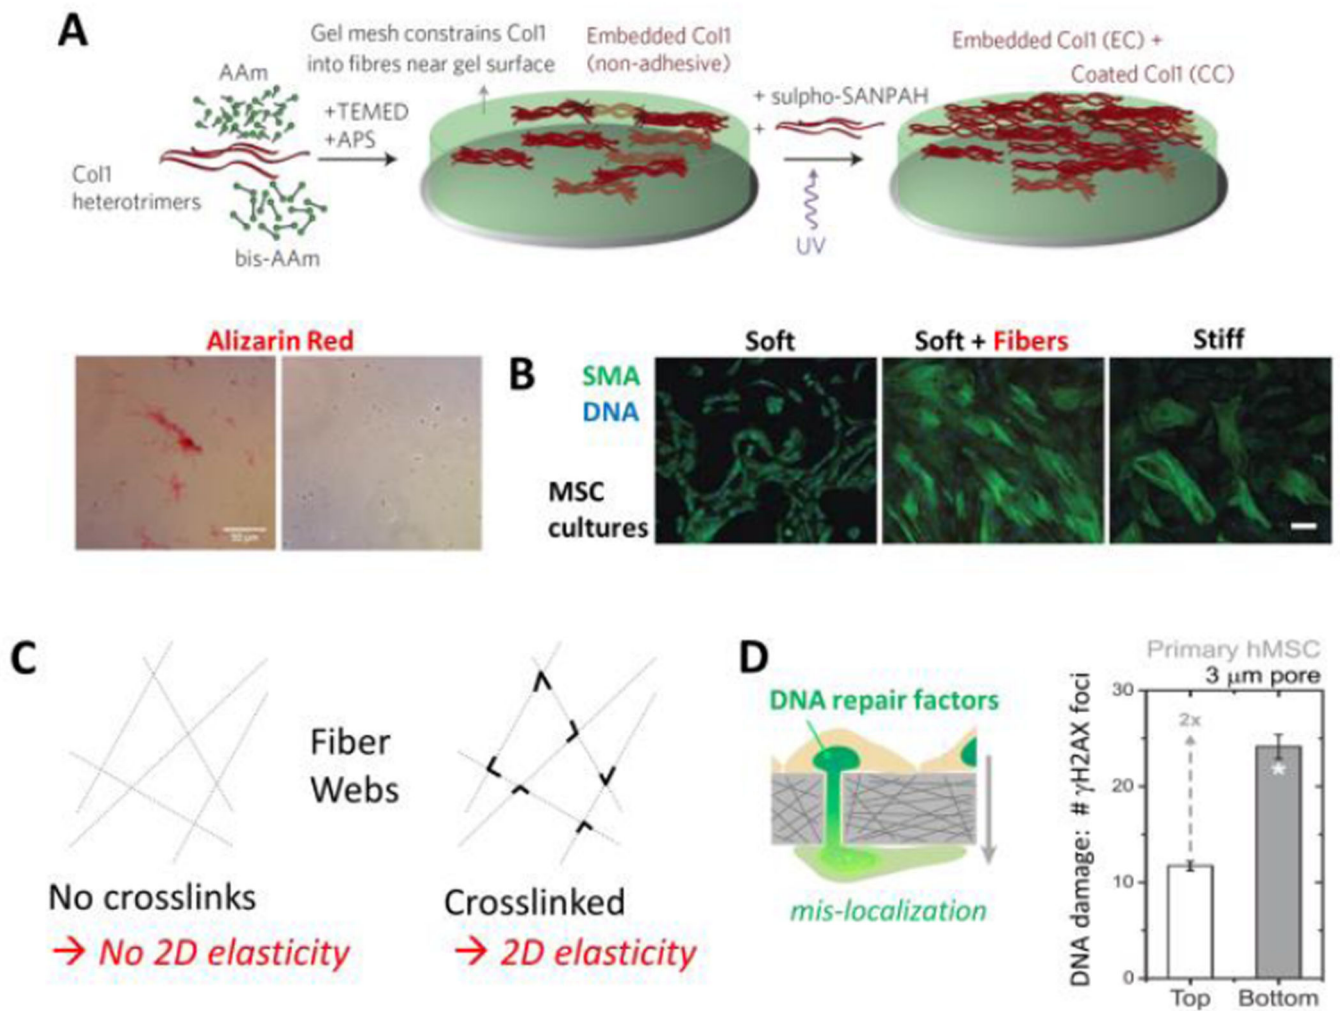 A
AAm
Col1
heterotrimers
bis-AAm
Gel mesh constrains Col1
into fibres near gel surface
+TEMED
+APS
Embedded Col1
(non-adhesive)
+ sulpho-SANPAH
+
UV
Embedded Col1 (EC) +
Coated Col1 (CC)
Alizarin Red
50 µm
B
SMA
DNA
MSC
cultures
Soft
Soft + Fibers
Stiff
C
Fiber
Webs
No crosslinks
→ No 2D elasticity
Crosslinked
→ 2D elasticity
D
DNA repair factors
mis-localization
Primary hMSC
3 µm pore
DNA damage: # γH2AX foci
30
20
10
0
2x
*
Top
Bottom